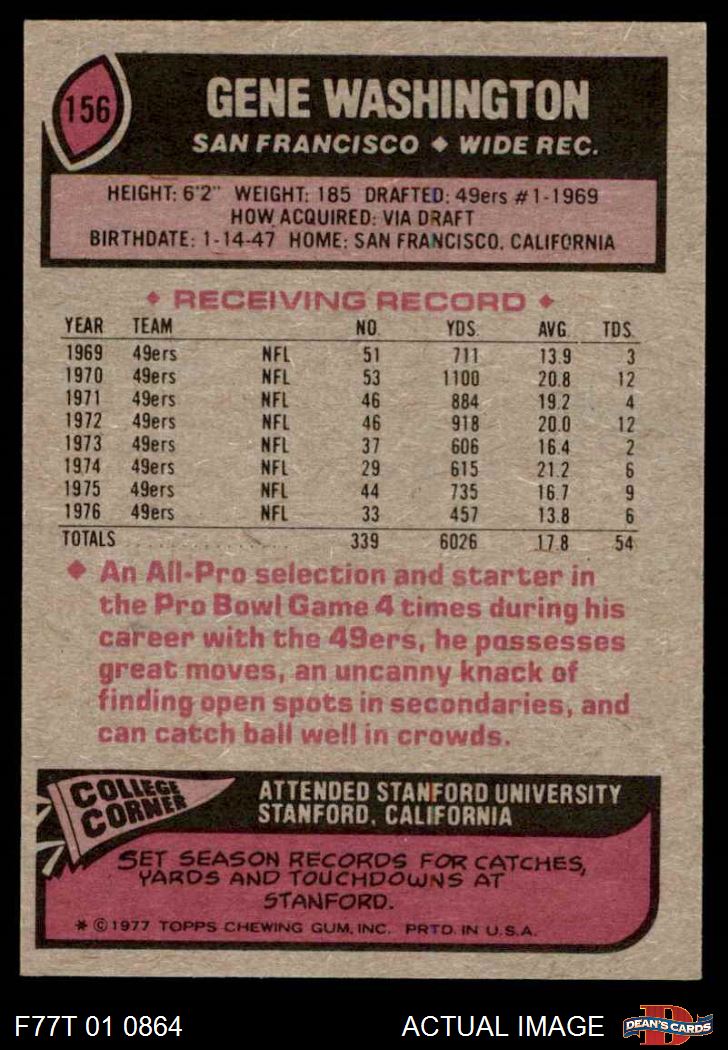 156
GENE WASHINGTON
SAN FRANCISCO ♦ WIDE REC.
HEIGHT: 6'2" WEIGHT: 185 DRAFTED: 49ers #1-1969
HOW ACQUIRED: VIA DRAFT
BIRTHDATE: 1-14-47 HOME: SAN FRANCISCO, CALIFORNIA
♦ RECEIVING RECORD ♦
YEAR TEAM NO. YDS. AVG. TDS.
1969 49ers NFL 51 711 13.9 3
1970 49ers NFL 53 1100 20.8 12
1971 49ers NFL 46 884 19.2 4
1972 49ers NFL 46 918 20.0 12
1973 49ers NFL 37 606 16.4 2
1974 49ers NFL 29 615 21.2 6
1975 49ers NFL 44 735 16.7 9
1976 49ers NFL 33 457 13.8 6
TOTALS .................... 339 6026 17.8 54
♦ An All-Pro selection and starter in
the Pro Bowl Game 4 times during his
career with the 49ers, he possesses
great moves, an uncanny knack of
finding open spots in secondaries, and
can catch ball well in crowds.
COLLEGE
CORNER
ATTENDED STANFORD UNIVERSITY
STANFORD, CALIFORNIA
SET SEASON RECORDS FOR CATCHES,
YARDS AND TOUCHDOWNS AT
STANFORD.
* © 1977 TOPPS CHEWING GUM, INC. PRTD. IN U.S.A.
F77T 01 0864
ACTUAL IMAGE
D
DEAN'S CARDS